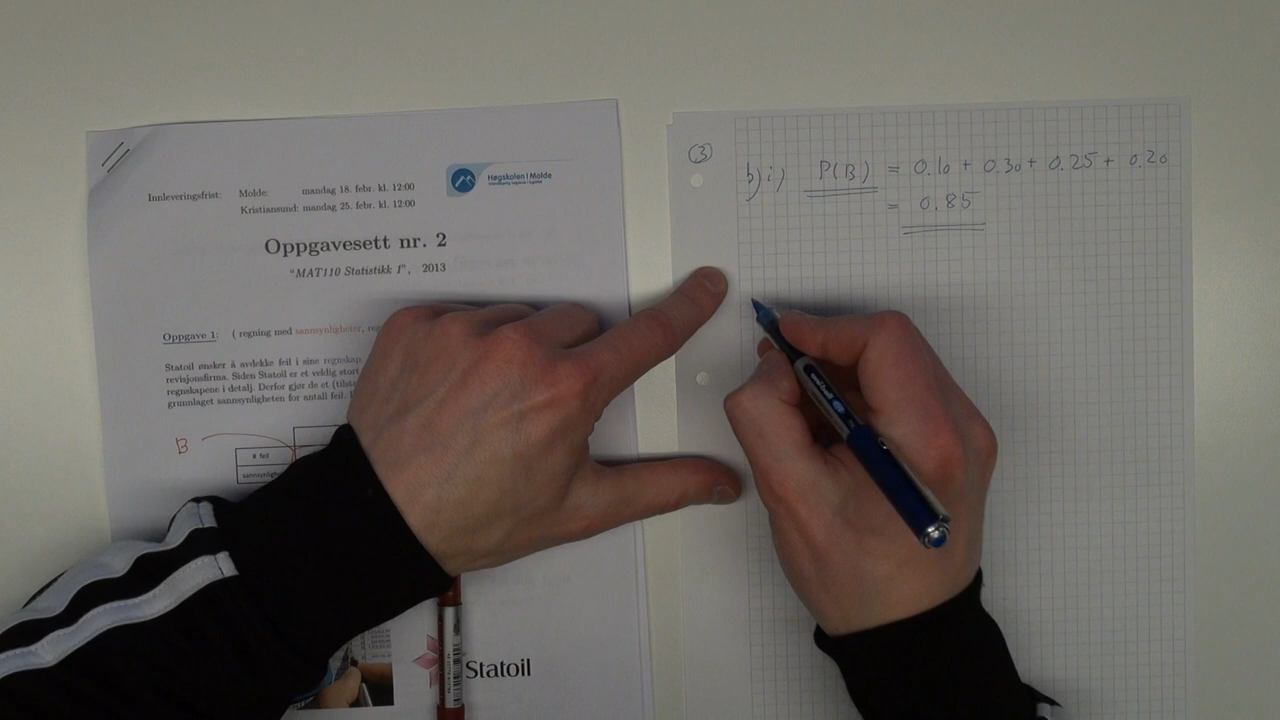 Innleveringsfrist: Molde: mandag 18. febr. kl. 12:00
Kristiansund: mandag 25. febr. kl. 12:00
Høgskolen i Molde
Oppgavesett nr. 2
"MAT110 Statistikk 1", 2013
Oppgave 1: ( regning med sannsynligheter,
Statoil ønsker å avdekke feil i sine regnskap.
revisjonsfirma. Siden Statoil er et veldig stort
regnskapene i detalj. Derfor gjør de et
grunnlaget sannsynligheten for antall feil.
B
# feil
Statoil
3
b) i) P(B) = 0.10 + 0.30 + 0.25 + 0.20
= 0.85
uni-ball